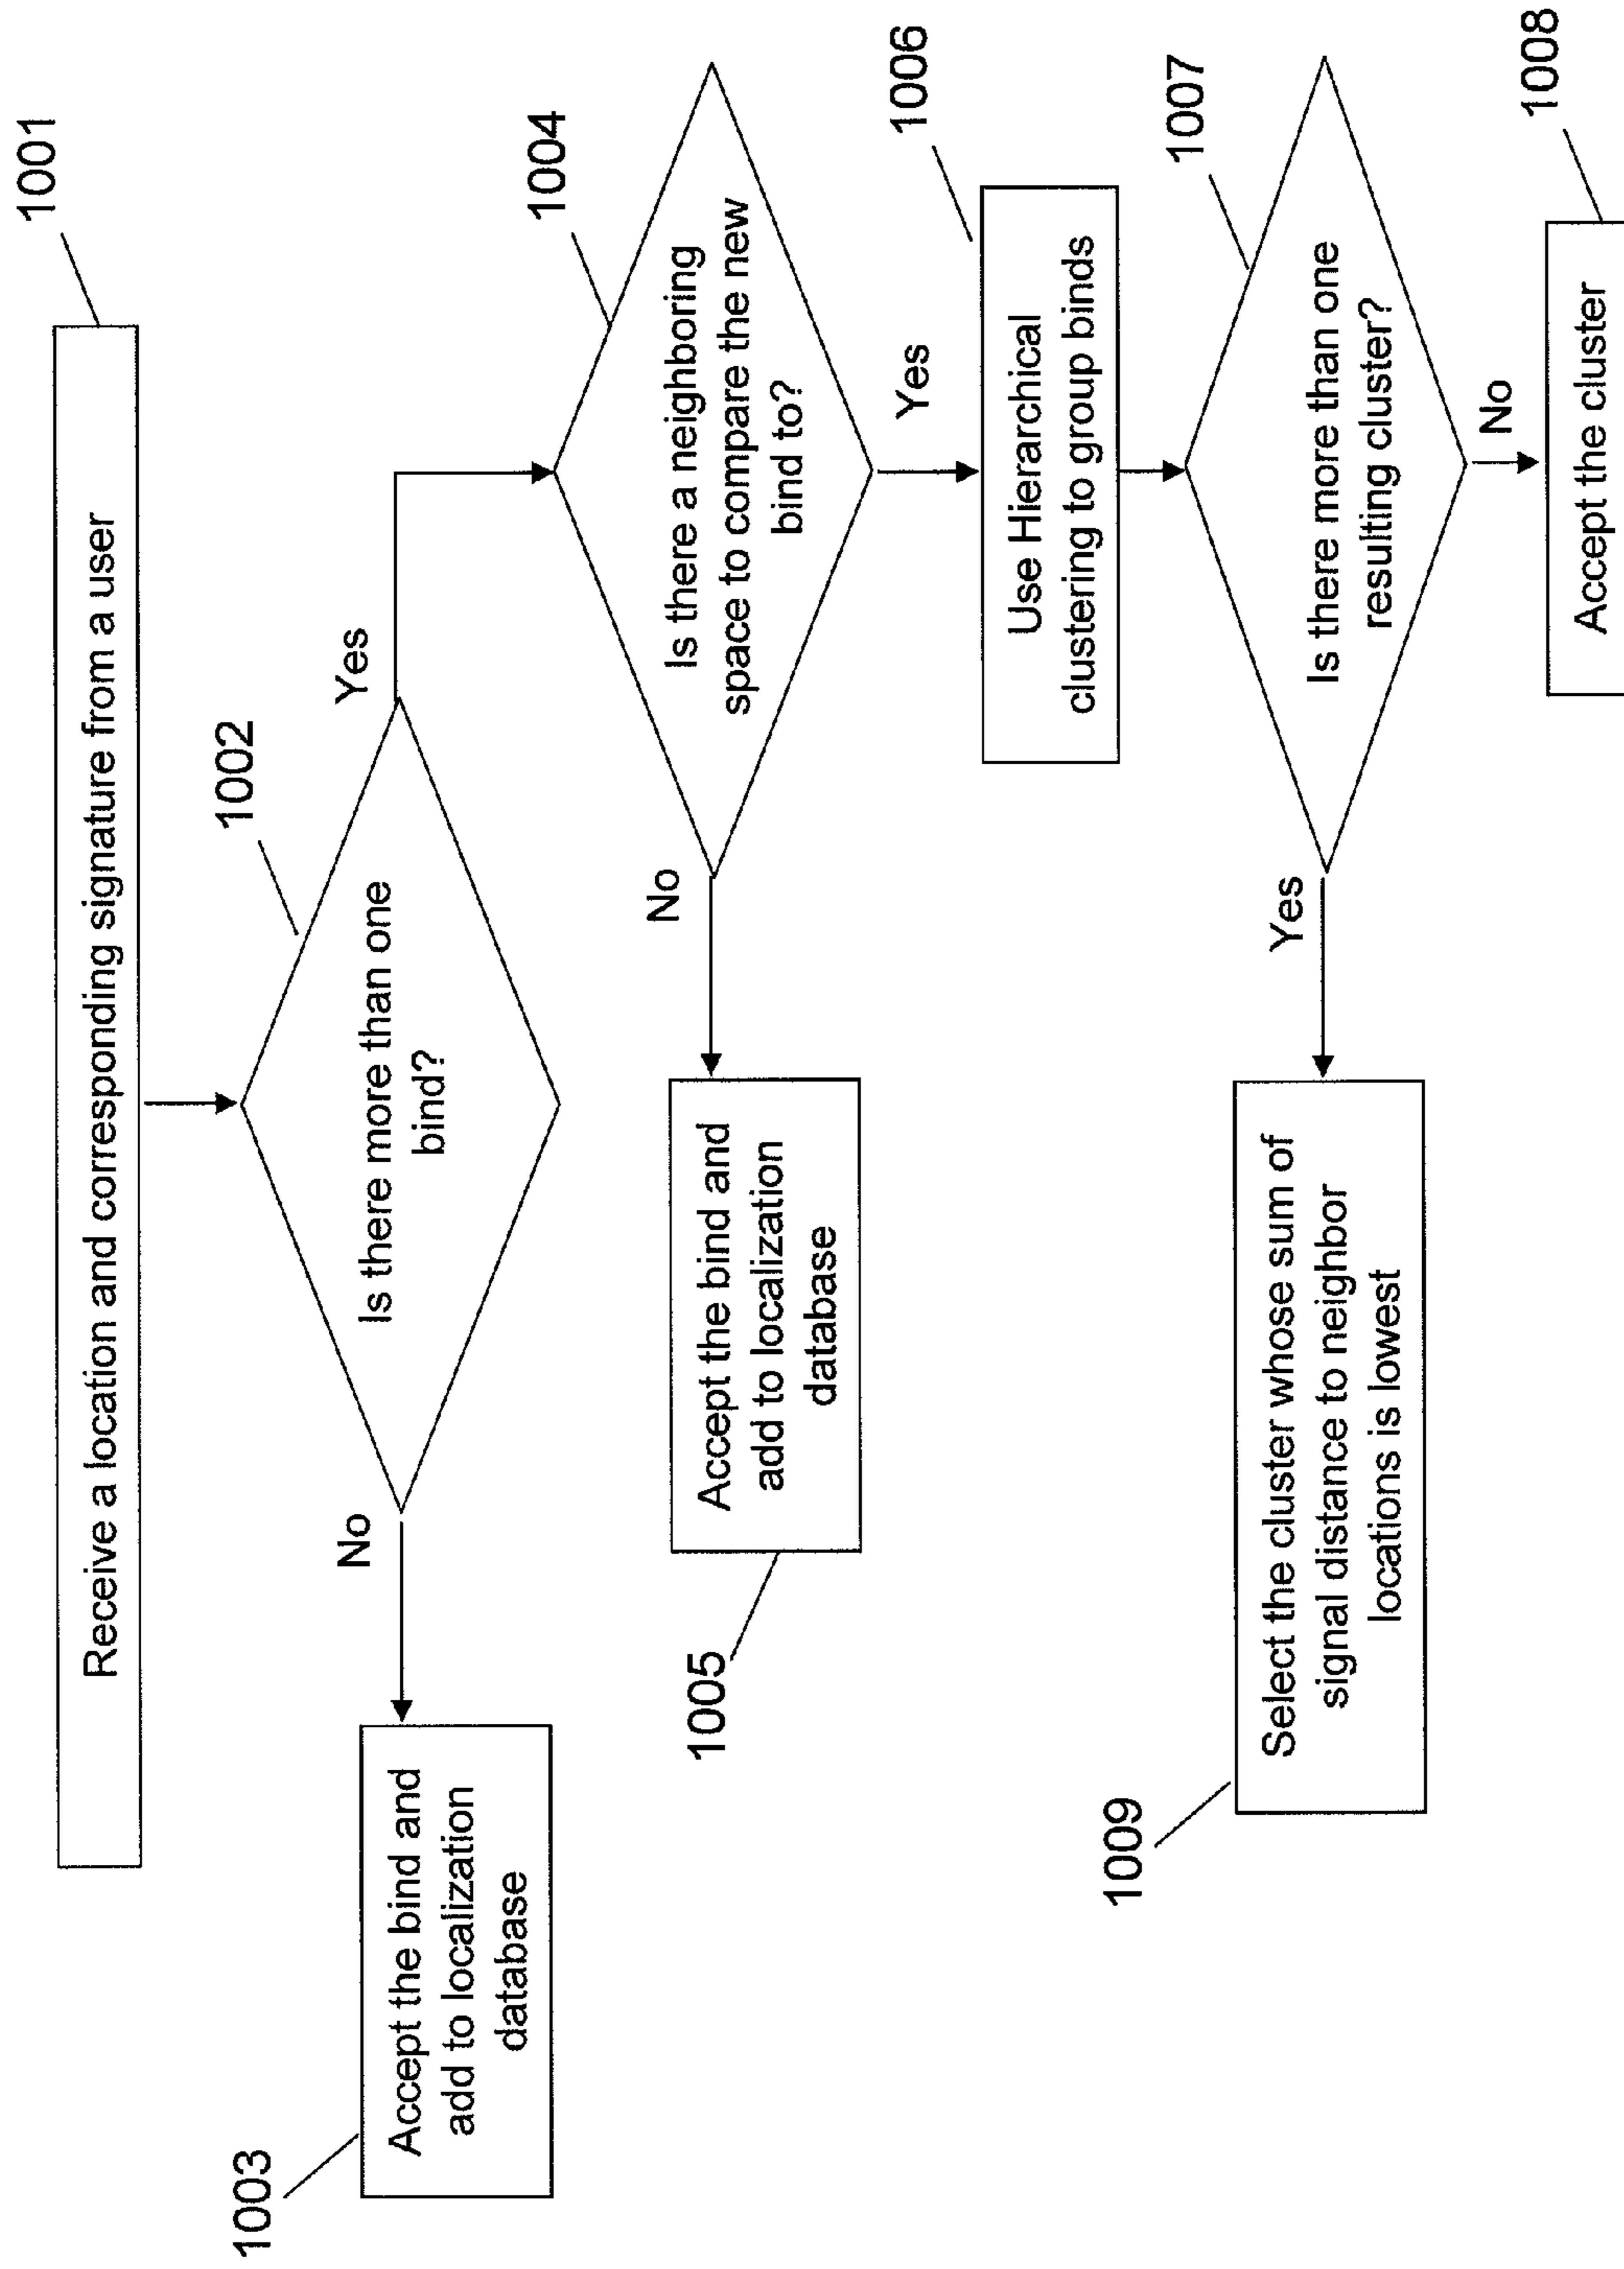 Receive a location and corresponding signature from a user
1001
1002
Is there more than one
bind?
Yes
No
1003
Accept the bind and
add to localization
database
1004
Is there a neighboring
space to compare the new
bind to?
No
Yes
1005
Accept the bind and
add to localization
database
1006
Use Hierarchical
clustering to group binds
1007
Is there more than one
resulting cluster?
Yes
No
1009
Select the cluster whose sum of
signal distance to neighbor
locations is lowest
1008
Accept the cluster